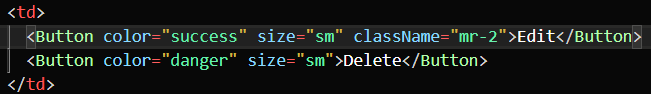 <td>
<Button color="success" size="sm" className="mr-2">Edit</Button>
<Button color="danger" size="sm">Delete</Button>
</td>